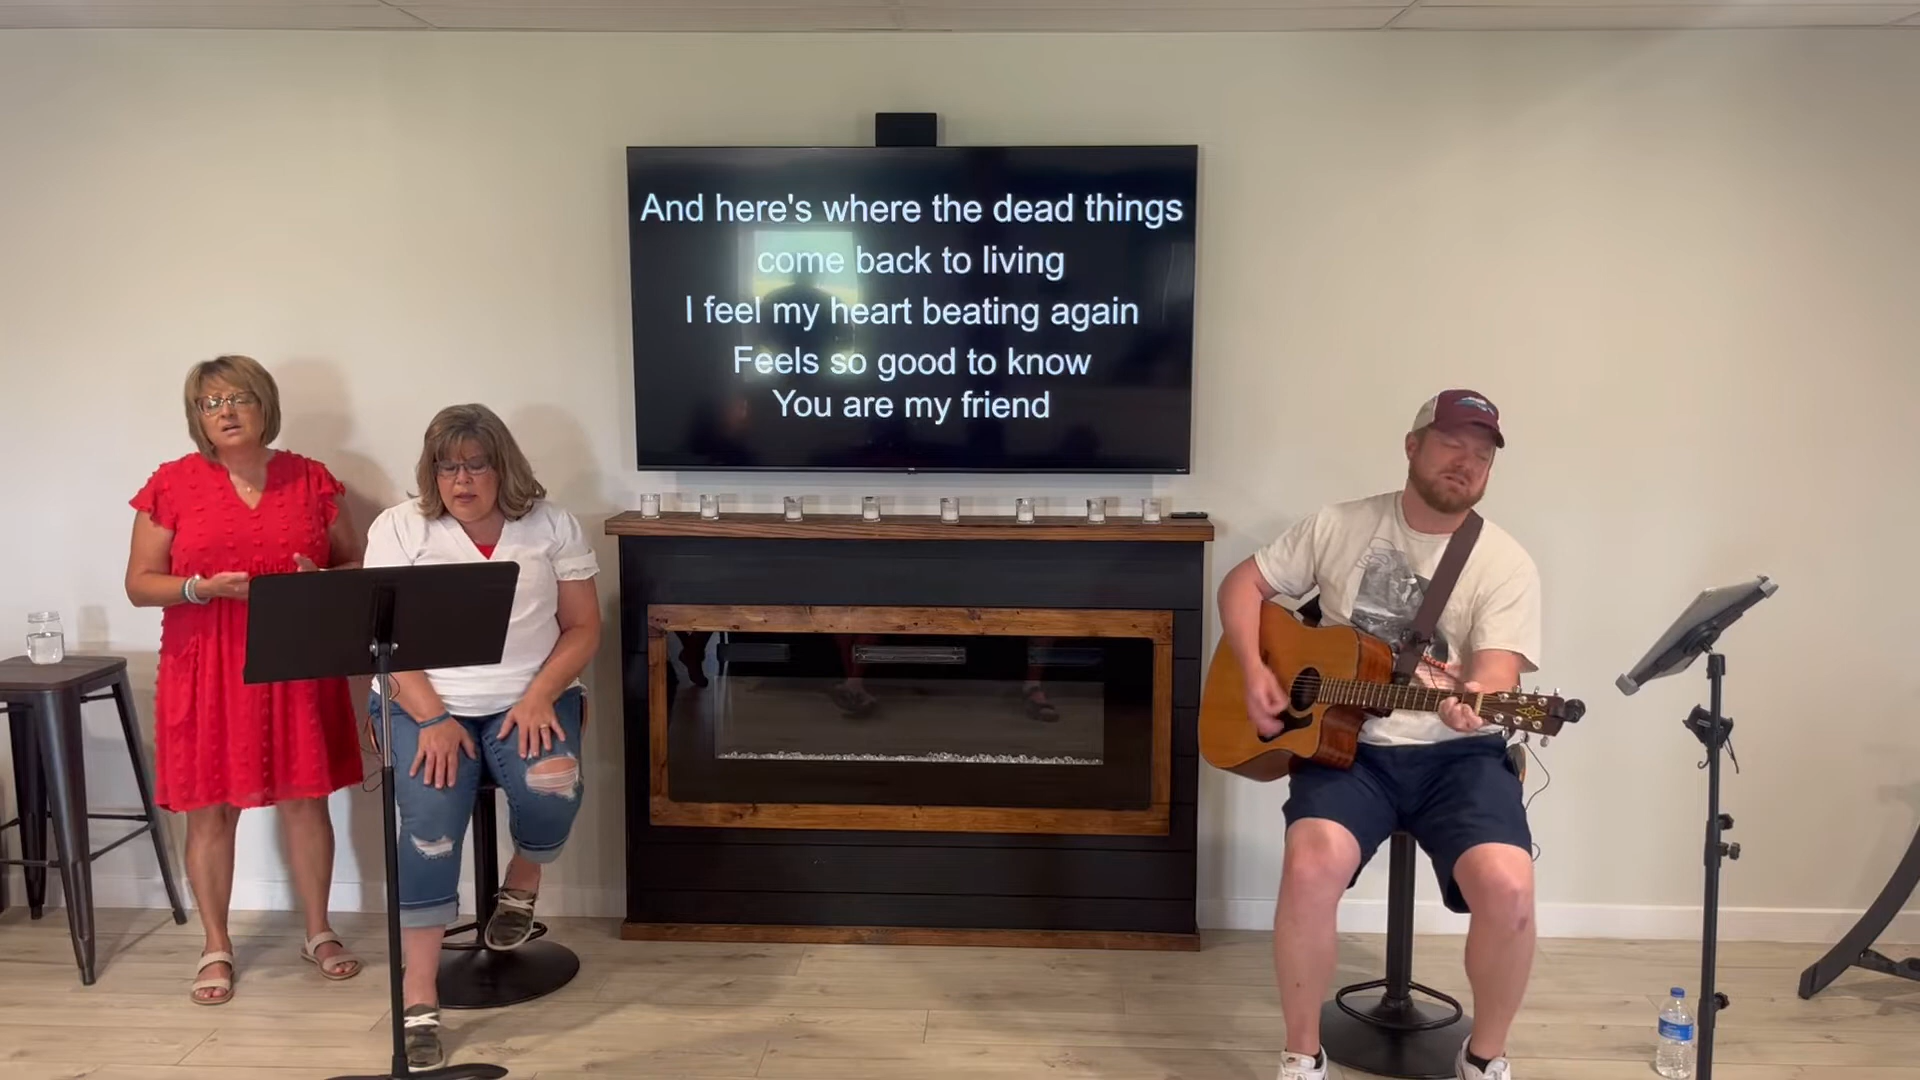 And here's where the dead things
come back to living
I feel my heart beating again
Feels so good to know
You are my friend